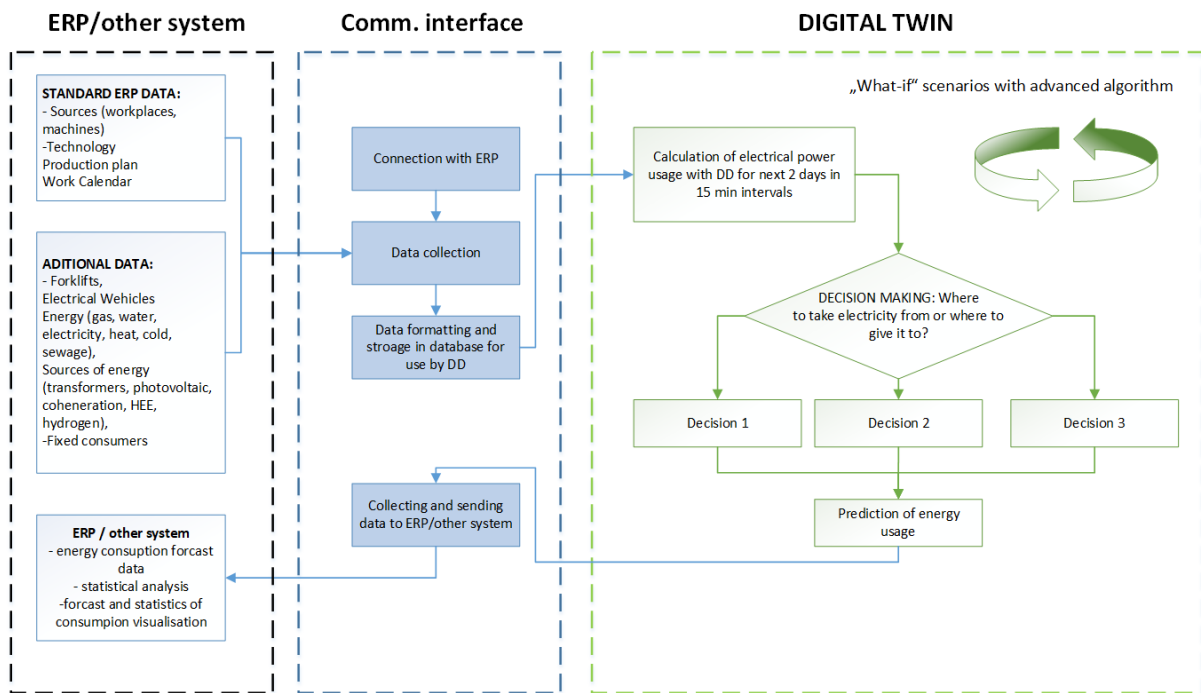 ERP/other system
Comm. interface
DIGITAL TWIN
STANDARD ERP DATA:
- Sources (workplaces,
machines)
-Technology
Production plan
Work Calendar
ADITIONAL DATA:
- Forklifts,
Electrical Wehicles
Energy (gas, water,
electricity, heat, cold,
sewage),
Sources of energy
(transformers, photovoltaic,
coheneration, HEE,
hydrogen),
-Fixed consumers
ERP / other system
- energy consuption forcast
data
- statistical analysis
-forcast and statistics of
consumpion visualisation
Connection with ERP
Data collection
Data formatting and
stroage in database for
use by DD
Collecting and sending
data to ERP/other system
„What-if“ scenarios with advanced algorithm
Calculation of electrical power
usage with DD for next 2 days in
15 min intervals
DECISION MAKING: Where
to take electricity from or where to
give it to?
Decision 1
Decision 2
Decision 3
Prediction of energy
usage